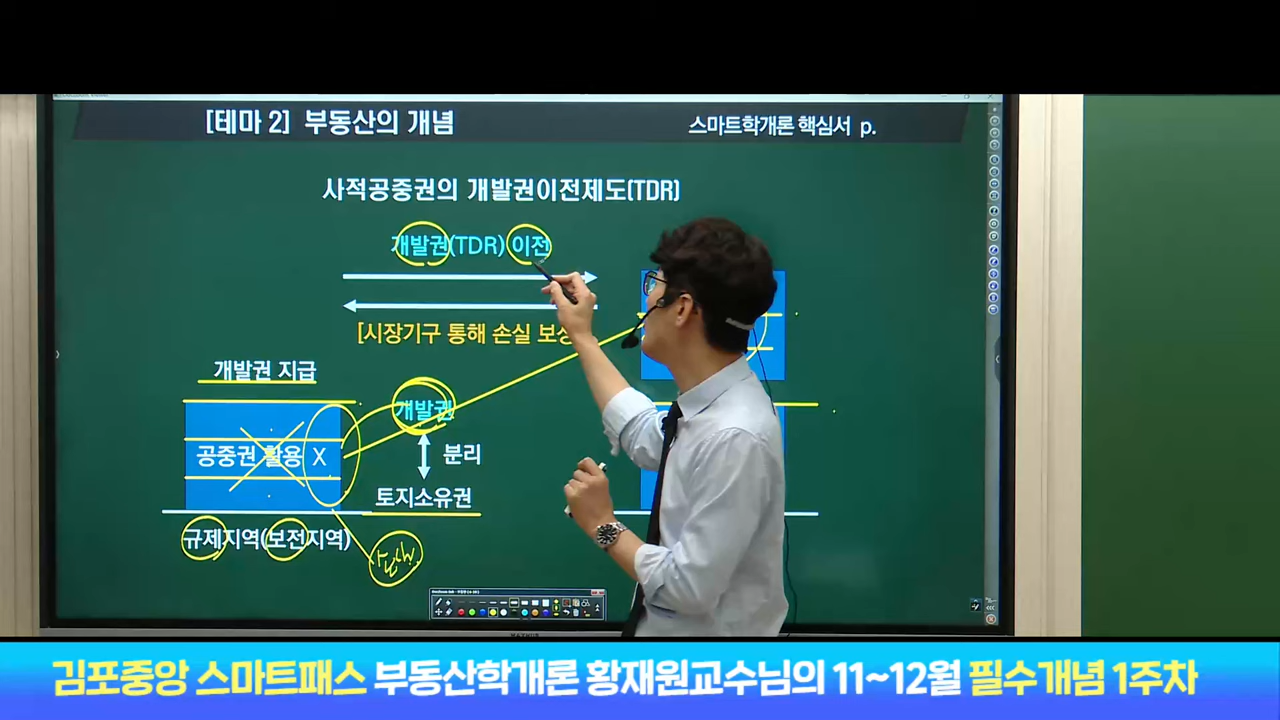 [테마 2] 부동산의 개념
스마트학개론 핵심서 p.
사적공중권의 개발권이전제도(TDR)
개발권(TDR) 이전
[시장기구 통해 손실 보상
개발권 지급
개발권
공중권 활용 X
분리
토지소유권
규제지역(보전지역)
손실
김포중앙 스마트패스 부동산학개론 황재원교수님의 11~12월 필수개념 1주차